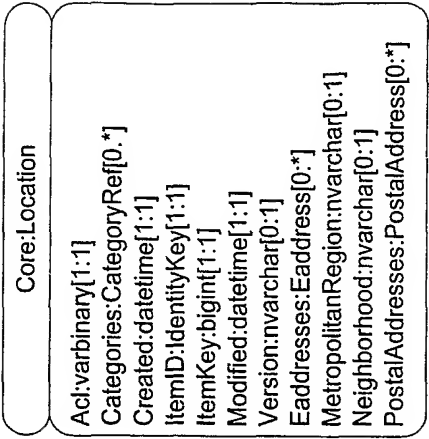 Core:Location
Acl:varbinary[1:1]
Categories:CategoryRef[0.*]
Created:datetime[1:1]
ItemID:IdentityKey[1:1]
ItemKey:bigint[1:1]
Modified:datetime[1:1]
Version:nvarchar[0:1]
Eaddresses:Eaddress[0:*]
MetropolitanRegion:nvarchar[0:1]
Neighborhood:nvarchar[0:1]
PostalAddresses:PostalAddress[0:*]